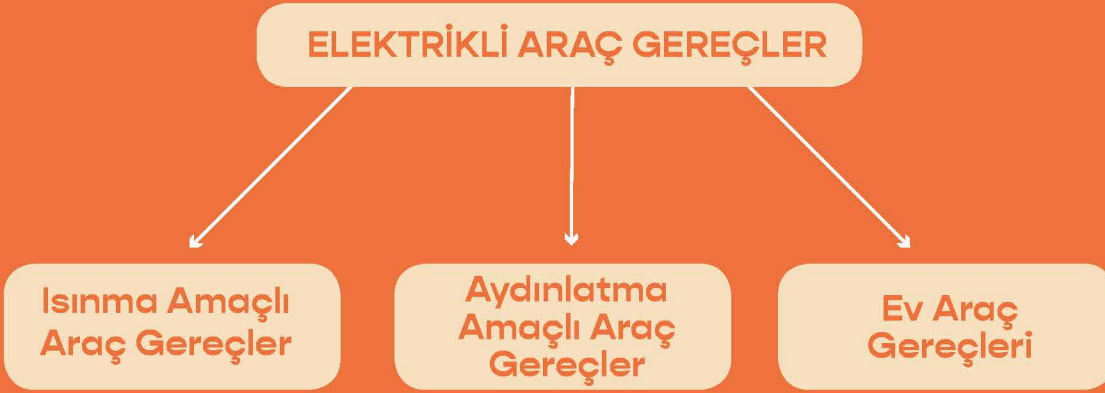 ELEKTRİKLİ ARAÇ GEREÇLER
Isınma Amaçlı
Araç Gereçler
Aydınlatma
Amaçlı Araç
Gereçler
Ev Araç
Gereçleri